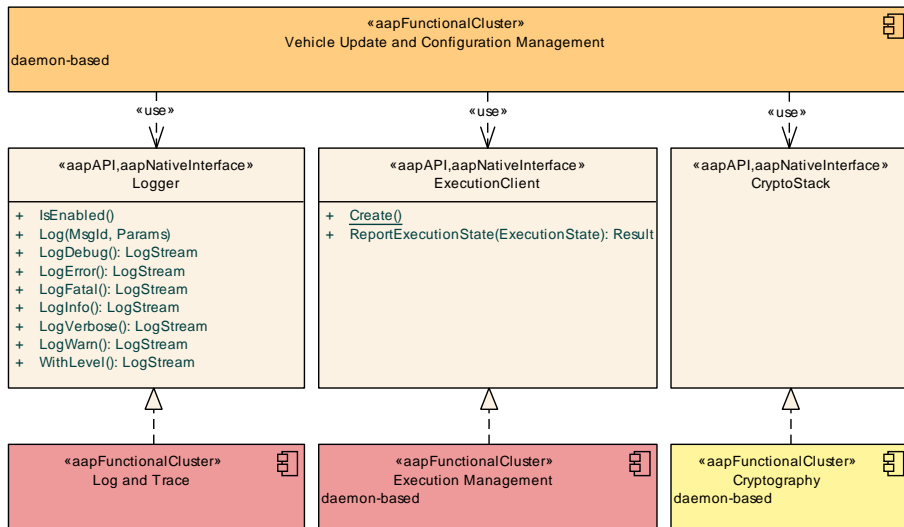 «aapFunctionalCluster»
Vehicle Update and Configuration Management
daemon-based
«use»
«use»
«use»
«aapAPI,aapNativeInterface»
Logger
+ IsEnabled()
+ Log(MsgId, Params)
+ LogDebug(): LogStream
+ LogError(): LogStream
+ LogFatal(): LogStream
+ LogInfo(): LogStream
+ LogVerbose(): LogStream
+ LogWarn(): LogStream
+ WithLevel(): LogStream
«aapAPI,aapNativeInterface»
ExecutionClient
+ Create()
+ ReportExecutionState(ExecutionState): Result
«aapAPI,aapNativeInterface»
CryptoStack
«aapFunctionalCluster»
Log and Trace
«aapFunctionalCluster»
Execution Management
daemon-based
«aapFunctionalCluster»
Cryptography
daemon-based